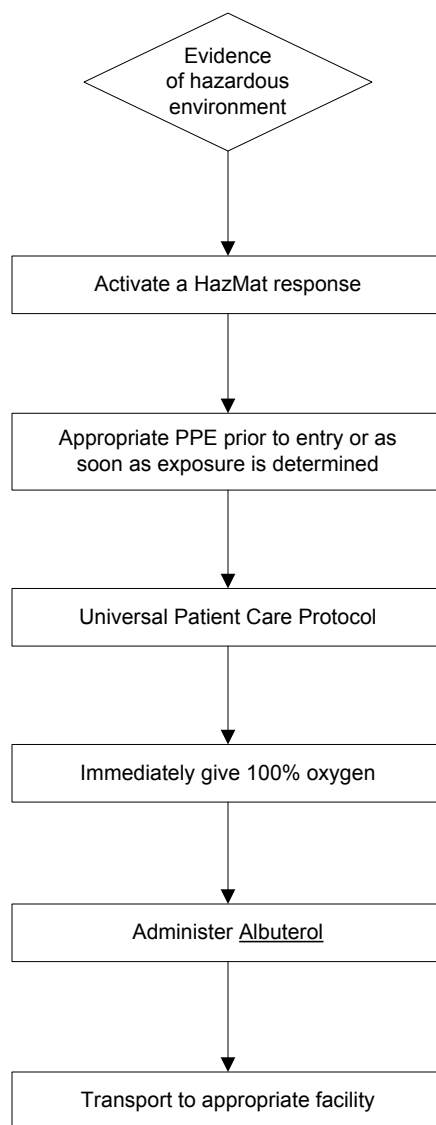 Evidence
of hazardous
environment
Activate a HazMat response
Appropriate PPE prior to entry or as
soon as exposure is determined
Universal Patient Care Protocol
Immediately give 100% oxygen
Administer Albuterol
Transport to appropriate facility